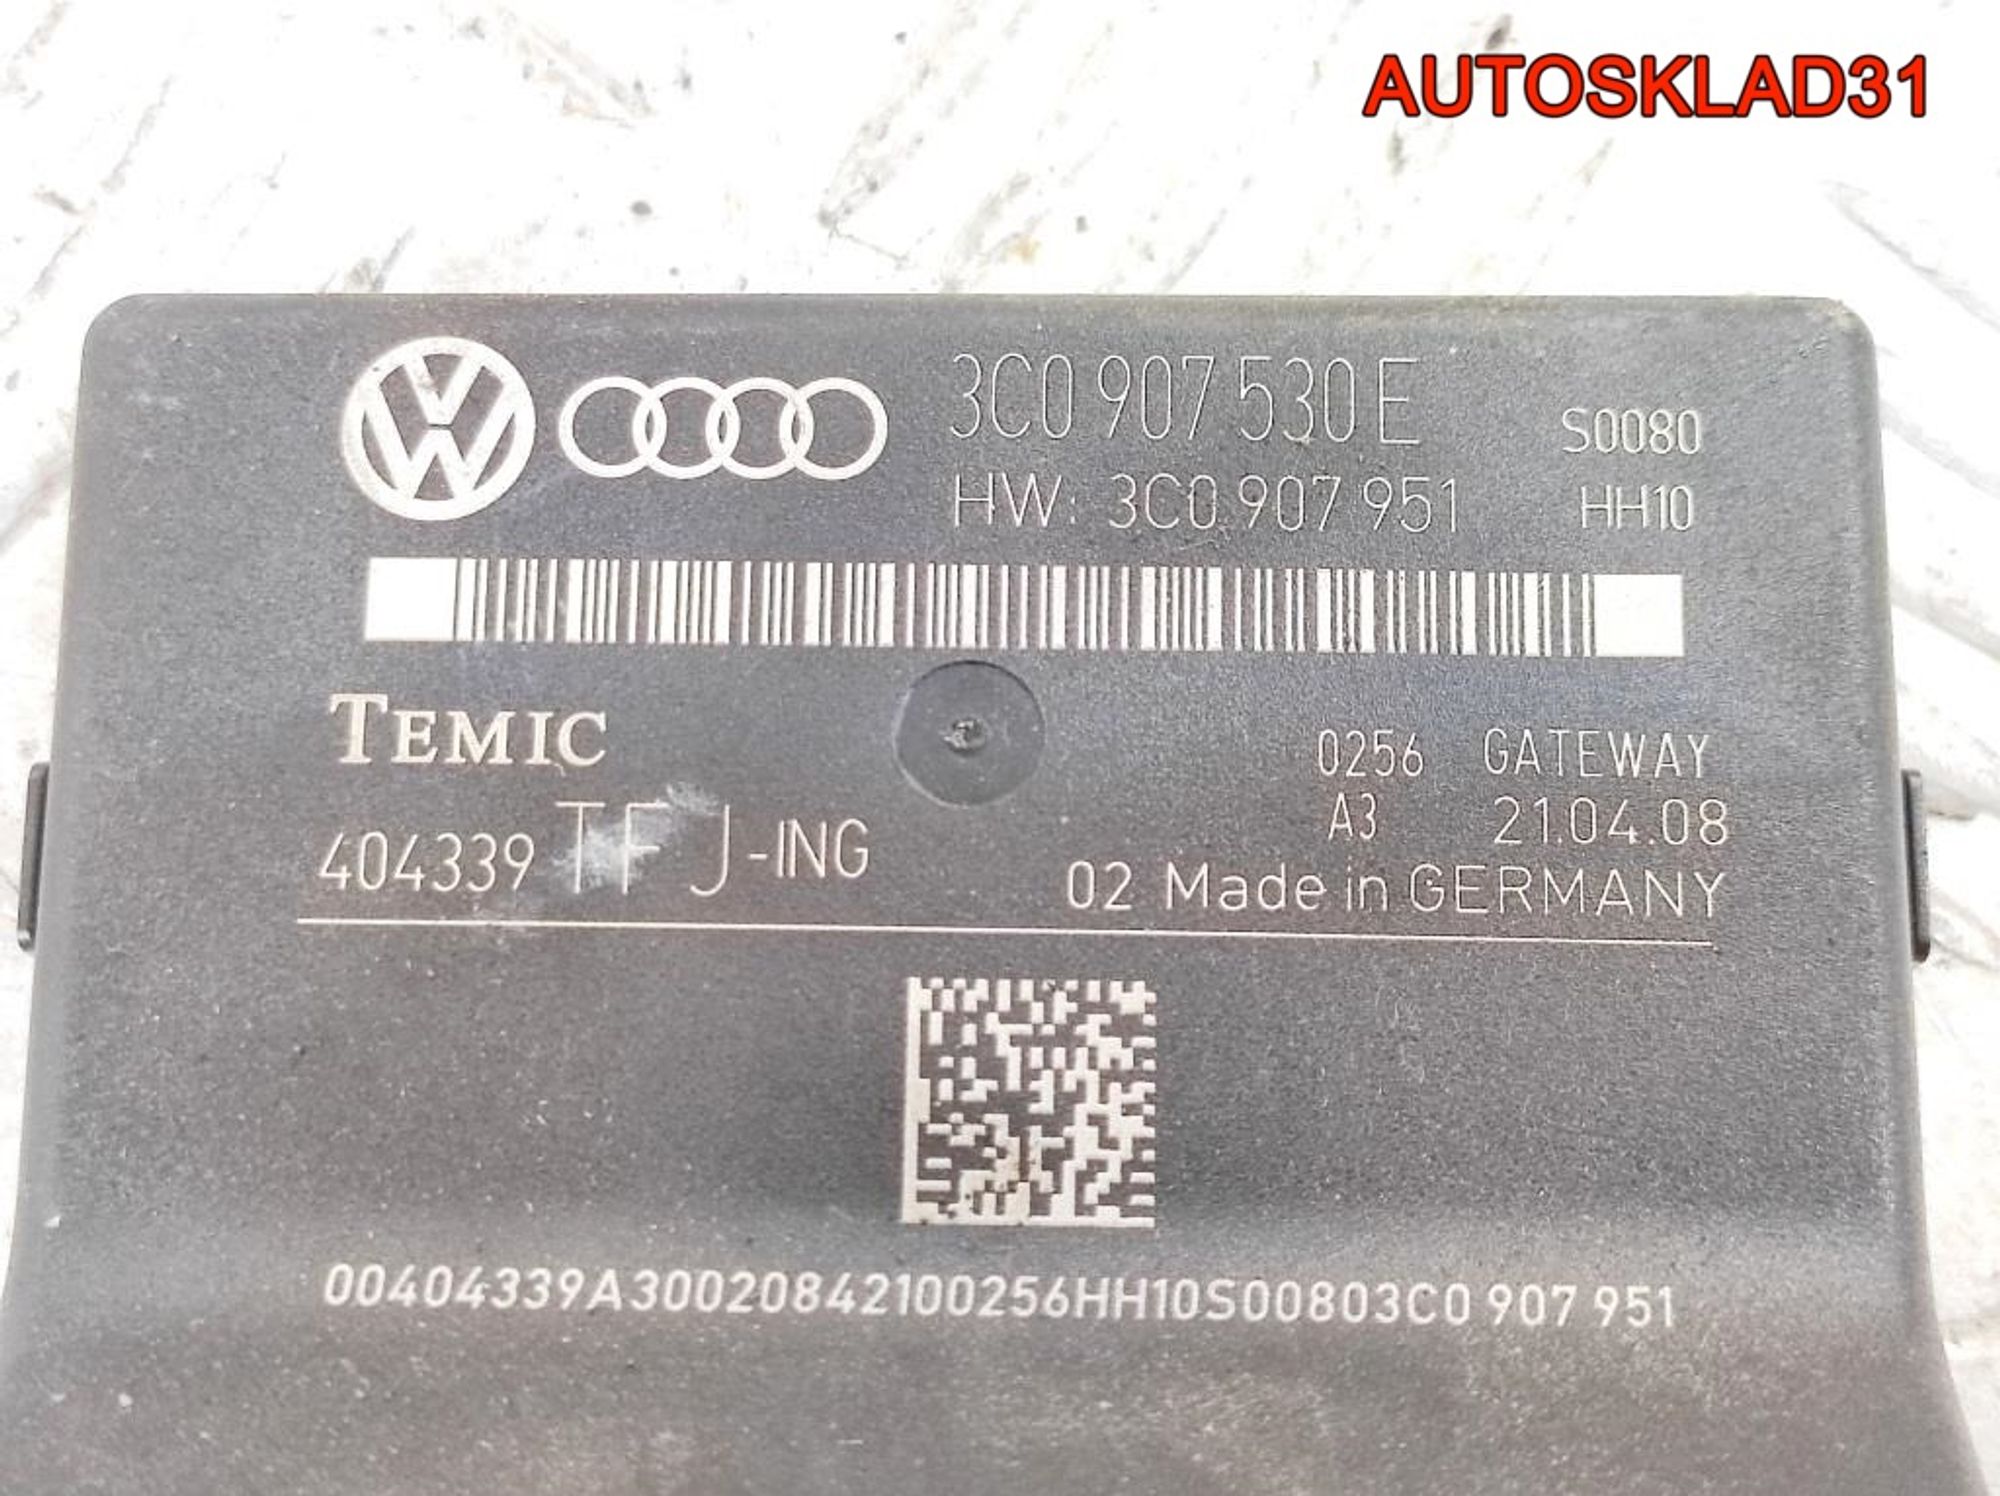 AUTOSKLAD31
3C0 907 530 E S0080
HW: 3C0 907 951 HH10
TEMIC
0256 GATEWAY
A3 21.04.08
404339 TFJ-ING
02 Made in GERMANY
00404339A30020842100256HH10S00803C0 907 951